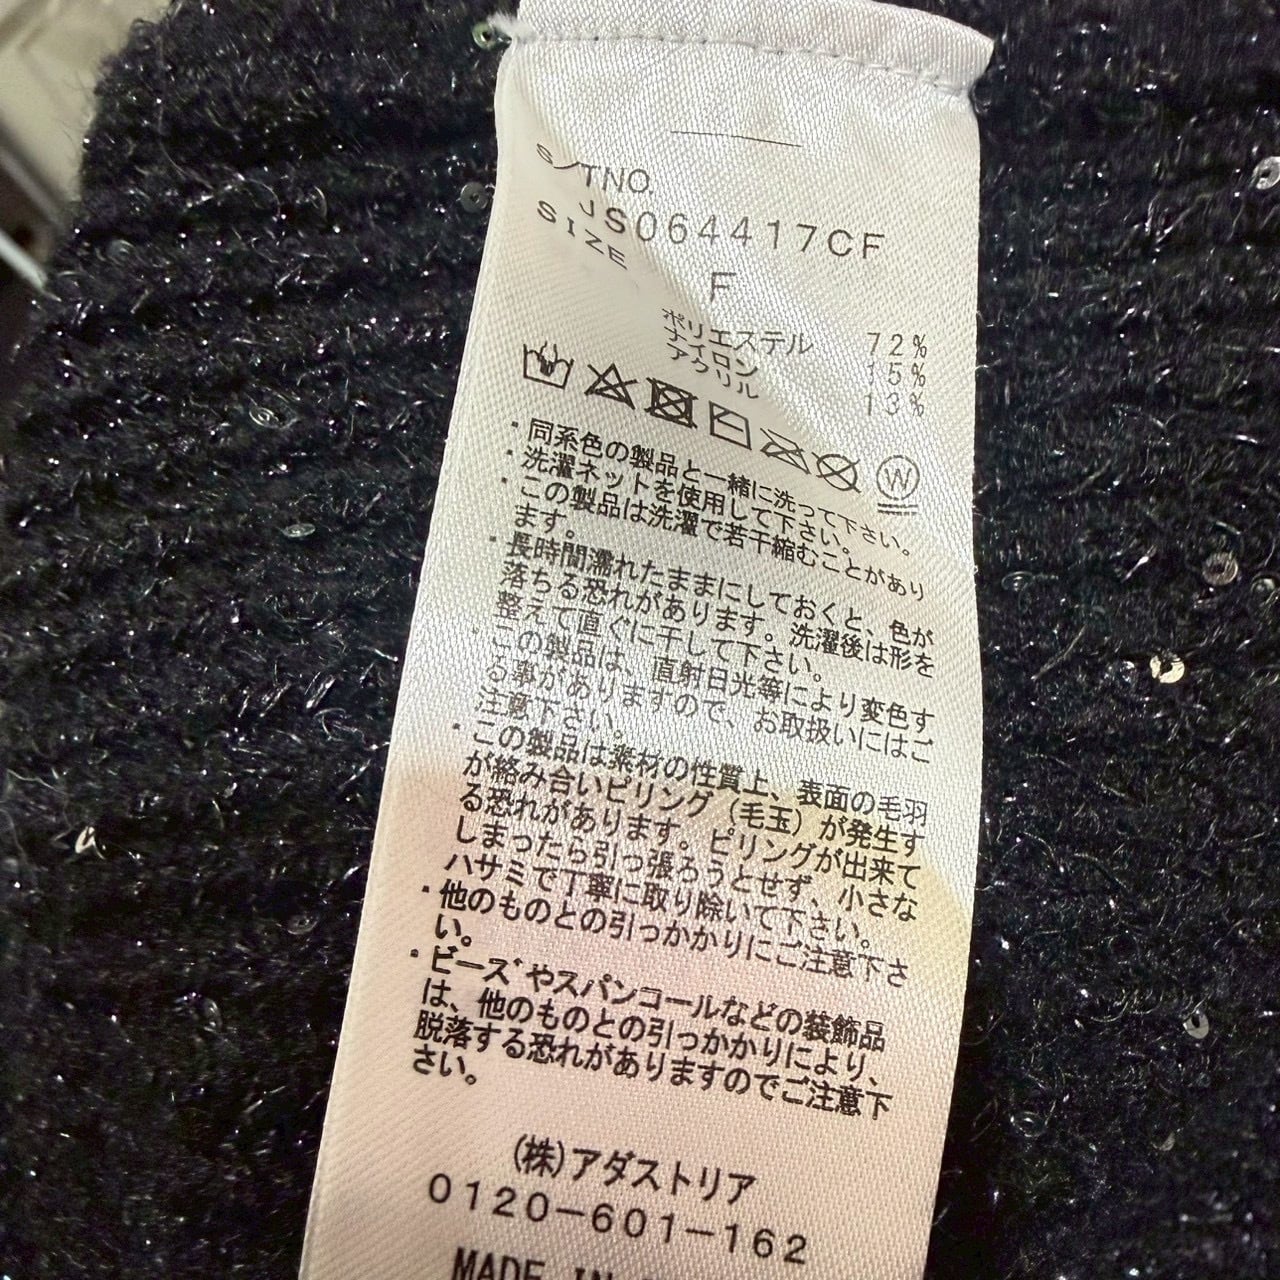 S/TNO.
JS064417CF
SIZE
F
ポリエステル 72%
ナイロン 15%
アクリル 13%
W
・同系色の製品と一緒に洗って下さい。
・洗濯ネットを使用して下さい。
・この製品は洗濯で若干縮むことがあり
ます。
・長時間濡れたままにしておくと、色が
落ちる恐れがあります。洗濯後は形を
整えて直ぐに干して下さい。
・この製品は、直射日光等により変色す
る事がありますので、お取扱いにはご
注意下さい。
・この製品は素材の性質上、表面の毛羽
が絡み合いピリング（毛玉）が発生す
る恐れがあります。ピリングが出来て
しまったら引っ張ろうとせず、小さな
ハサミで丁寧に取り除いて下さい。
・他のものとの引っかかりにご注意下さ
い。
・ビーズやスパンコールなどの装飾品
は、他のものとの引っかかりにより、
脱落する恐れがありますのでご注意下
さい。
(株)アダストリア
0120-601-162
MADE IN